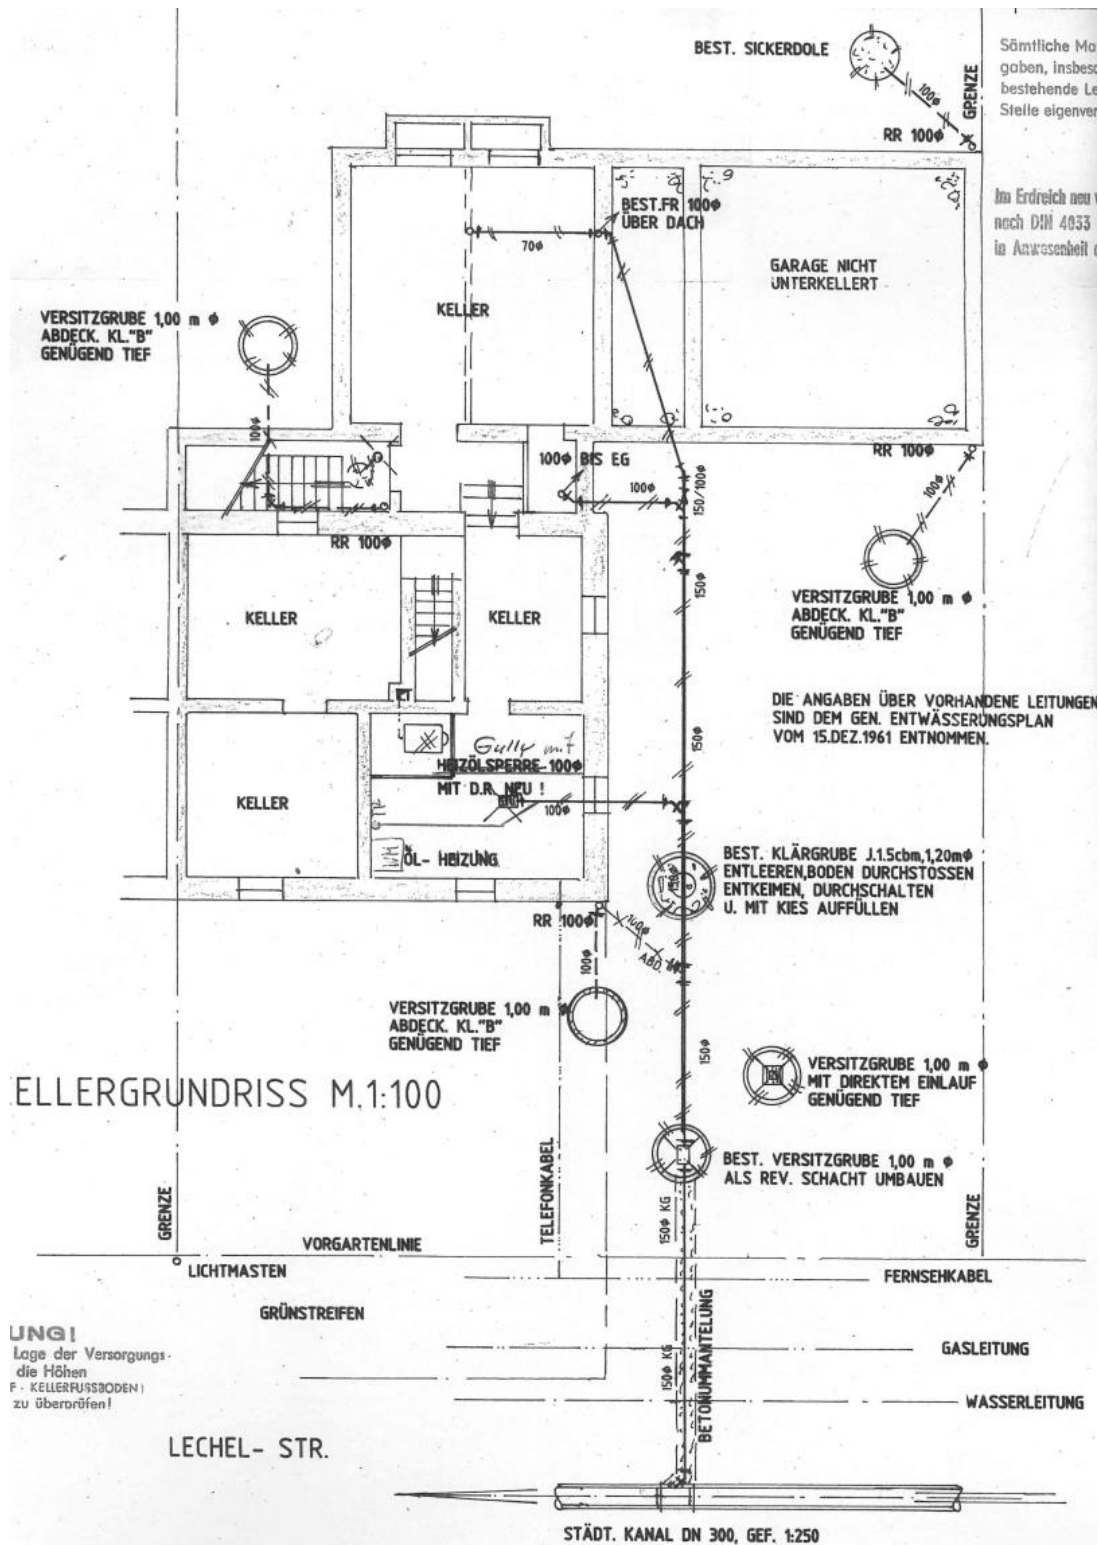 BEST. SICKERDOLE
100ø
GRENZE
RR 100ø
Sämtliche Ma
gaben, insbeso
bestehende Le
Stelle eigenver
Im Erdreich neu v
nach DIN 4033
in Anwesenheit
BEST.FR 100ø
ÜBER DACH
70ø
GARAGE NICHT
UNTERKELLERT
KELLER
VERSITZGRUBE 1,00 m ø
ABDECK. KL."B"
GENÜGEND TIEF
100ø
100ø BIS EG
100ø
150/100ø
RR 100ø
100ø
RR 100ø
150ø
VERSITZGRUBE 1,00 m ø
ABDECK. KL."B"
GENÜGEND TIEF
KELLER
KELLER
DIE ANGABEN ÜBER VORHANDENE LEITUNGEN
SIND DEM GEN. ENTWÄSSERUNGSPLAN
VOM 15.DEZ.1961 ENTNOMMEN.
150ø
Gully mit
HEIZÖLSPERRE 100ø
MIT D.R. NEU !
100ø
KELLER
WM
ÖL- HEIZUNG
BEST. KLÄRGRUBE J.1.5cbm,1,20mø
ENTLEEREN,BODEN DURCHSTOSSEN
ENTKEIMEN, DURCHSCHALTEN
U. MIT KIES AUFFÜLLEN
150ø
RR 100ø
100ø
100ø
VERSITZGRUBE 1,00 m ø
ABDECK. KL."B"
GENÜGEND TIEF
150ø
VERSITZGRUBE 1,00 m ø
MIT DIREKTEM EINLAUF
GENÜGEND TIEF
ELLERGRUNDRISS M.1:100
BEST. VERSITZGRUBE 1,00 m ø
ALS REV. SCHACHT UMBAUEN
GRENZE
TELEFONKABEL
150ø KG
GRENZE
VORGARTENLINIE
LICHTMASTEN
FERNSEHKABEL
GRÜNSTREIFEN
UNG!
Lage der Versorgungs-
die Höhen
F - KELLERFUSSBODEN)
zu überprüfen!
150ø KG
BETONUMMANTELUNG
GASLEITUNG
WASSERLEITUNG
LECHEL- STR.
STÄDT. KANAL DN 300, GEF. 1:250